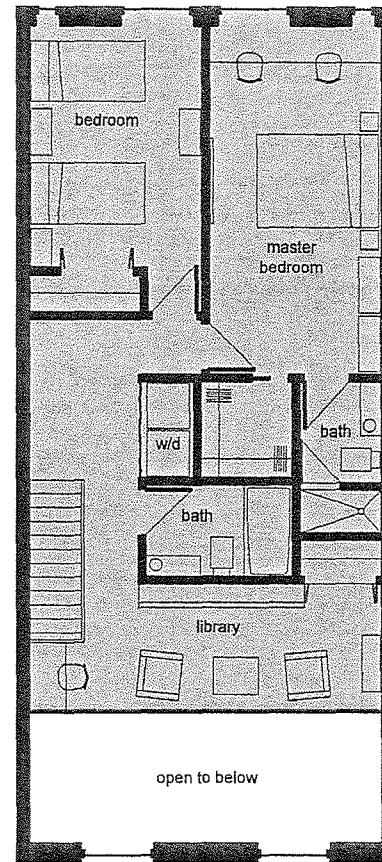 bedroom
master
bedroom
bath
w/d
bath
library
open to below